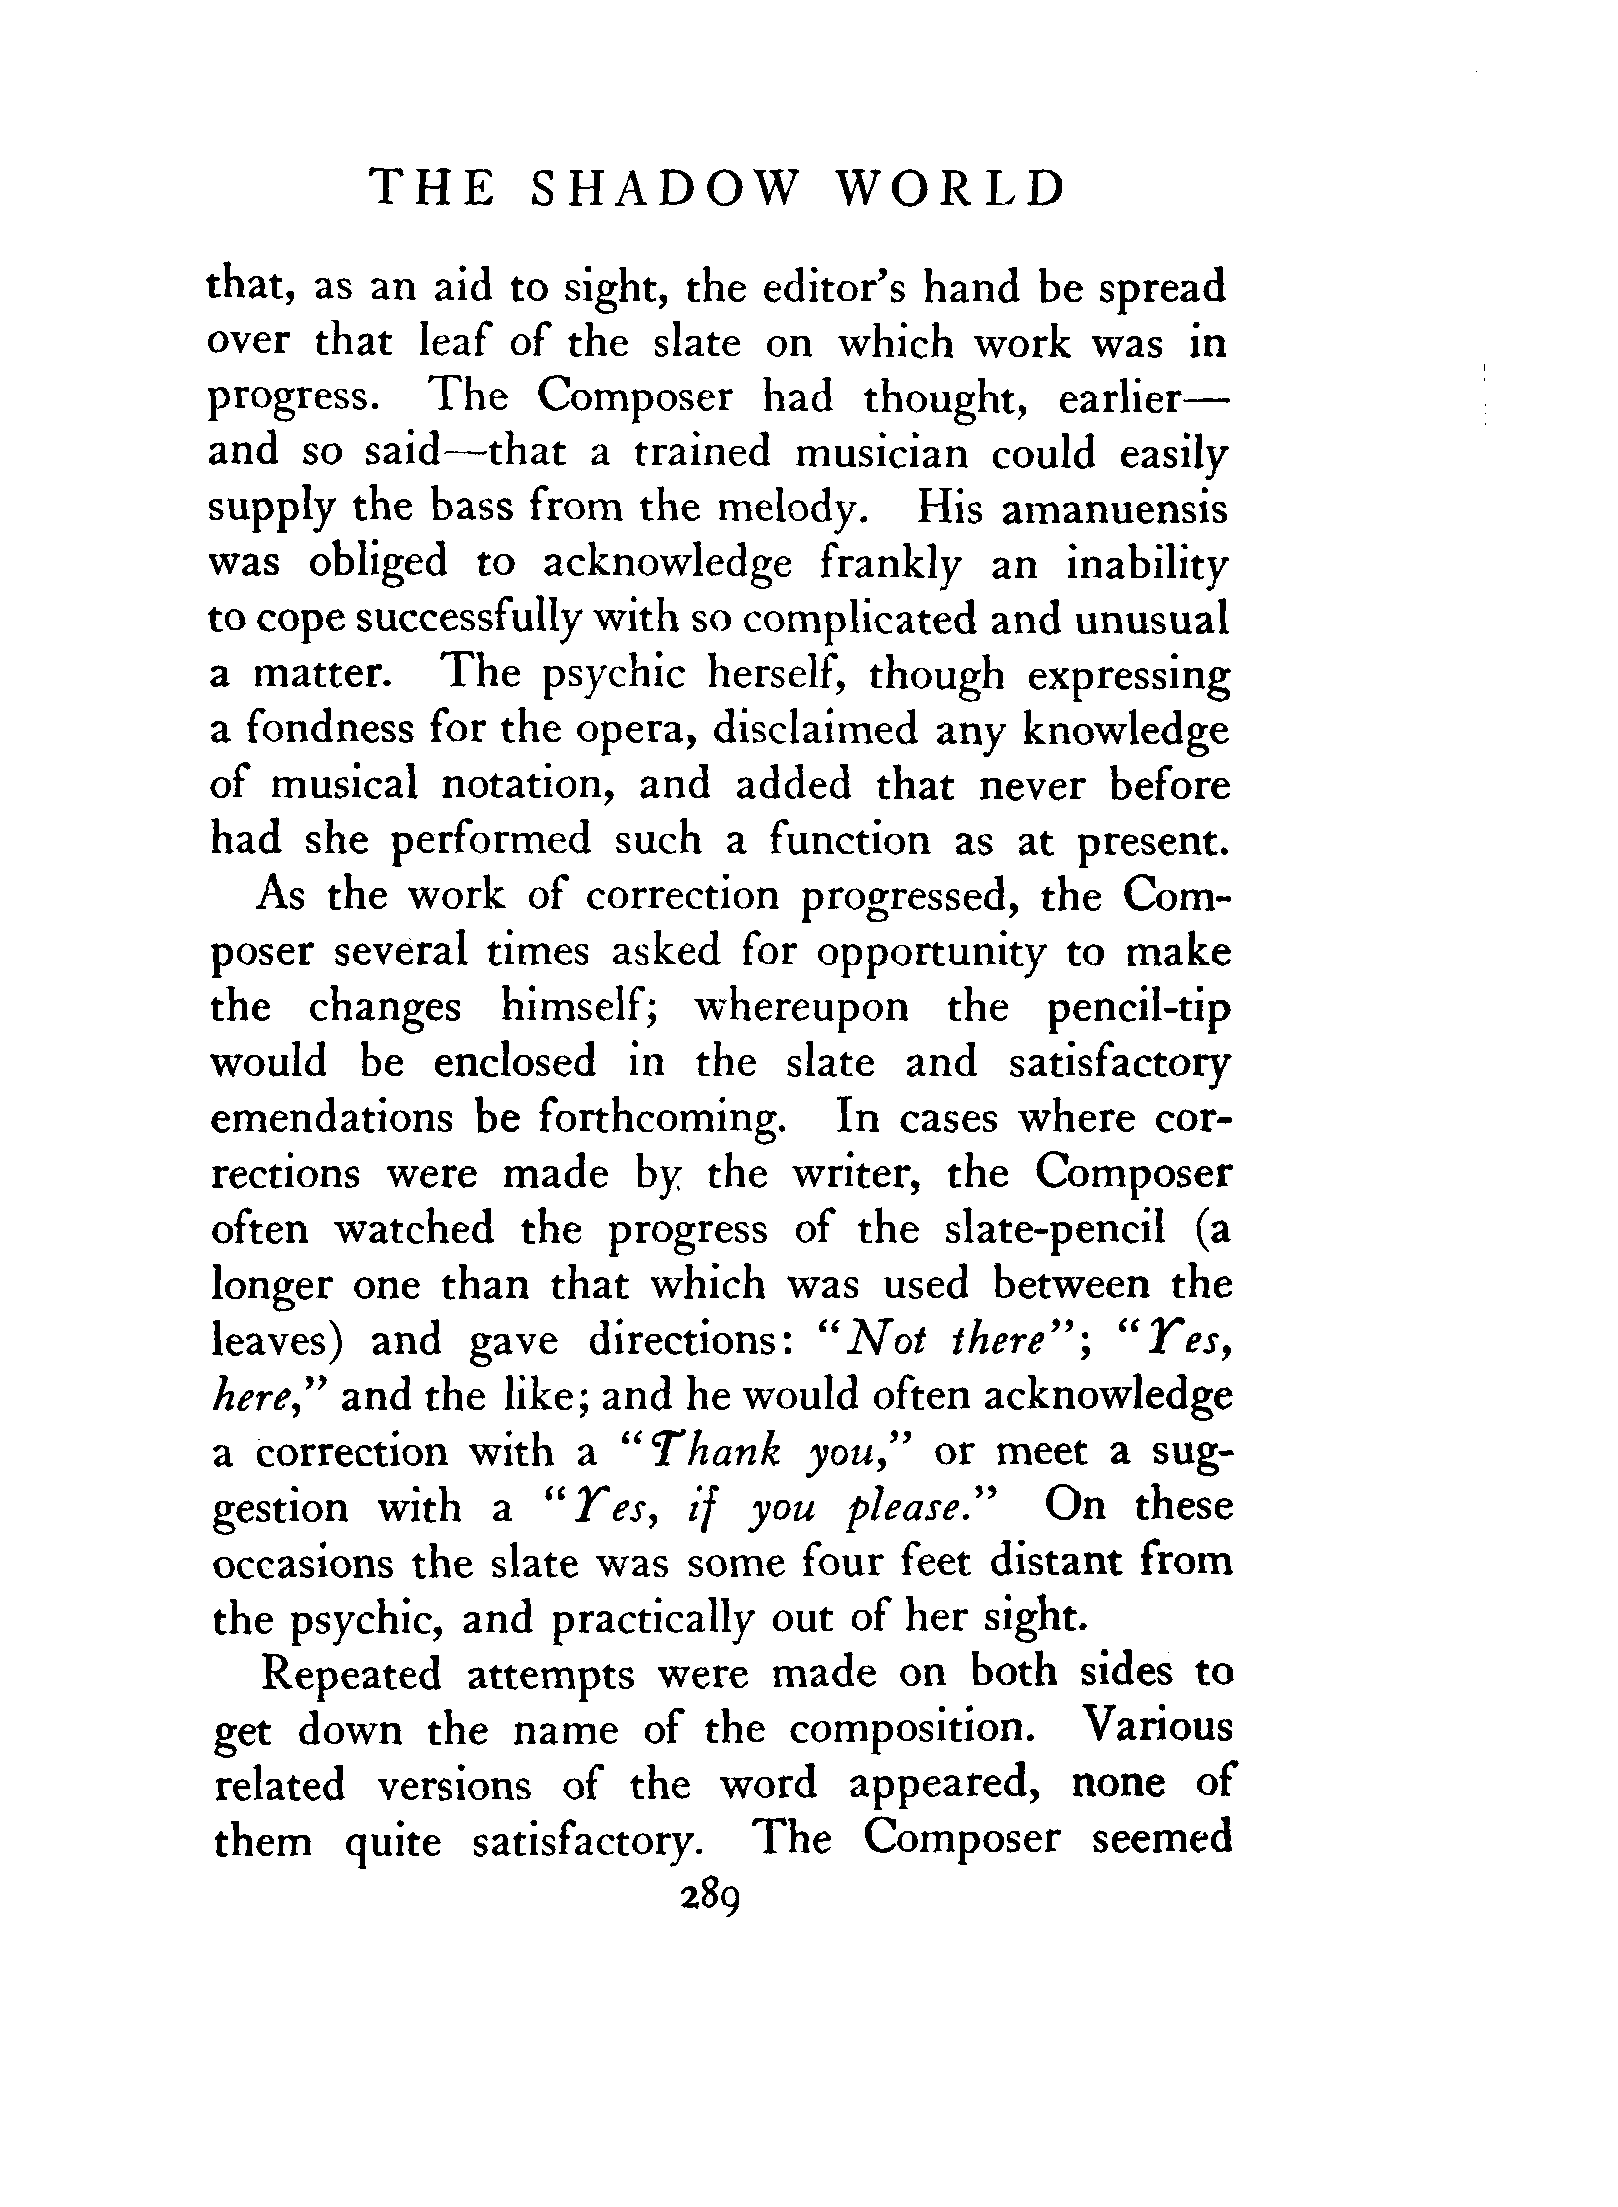 THE SHADOW WORLD
that, as an aid to sight, the editor's hand be spread
over that leaf of the slate on which work was in
progress. The Composer had thought, earlier—
and so said—that a trained musician could easily
supply the bass from the melody. His amanuensis
was obliged to acknowledge frankly an inability
to cope successfully with so complicated and unusual
a matter. The psychic herself, though expressing
a fondness for the opera, disclaimed any knowledge
of musical notation, and added that never before
had she performed such a function as at present.
As the work of correction progressed, the Com-
poser several times asked for opportunity to make
the changes himself; whereupon the pencil-tip
would be enclosed in the slate and satisfactory
emendations be forthcoming. In cases where cor-
rections were made by the writer, the Composer
often watched the progress of the slate-pencil (a
longer one than that which was used between the
leaves) and gave directions: “Not there”; “Yes,
here,” and the like; and he would often acknowledge
a correction with a “Thank you,” or meet a sug-
gestion with a “Yes, if you please.” On these
occasions the slate was some four feet distant from
the psychic, and practically out of her sight.
Repeated attempts were made on both sides to
get down the name of the composition. Various
related versions of the word appeared, none of
them quite satisfactory. The Composer seemed
289